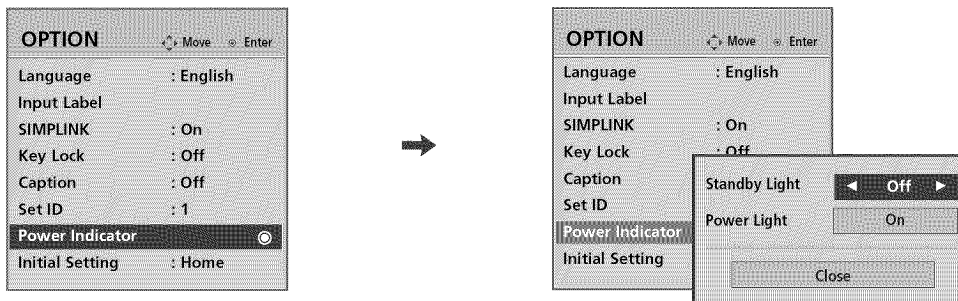 OPTION Move Enter
Language : English
Input Label
SIMPLINK : On
Key Lock : Off
Caption : Off
Set ID : 1
Power Indicator
Initial Setting : Home
OPTION Move Enter
Language : English
Input Label
SIMPLINK : On
Key Lock : Off
Caption
Set ID
Power Indicator
Initial Setting
Standby Light ◄ Off ►
Power Light On
Close